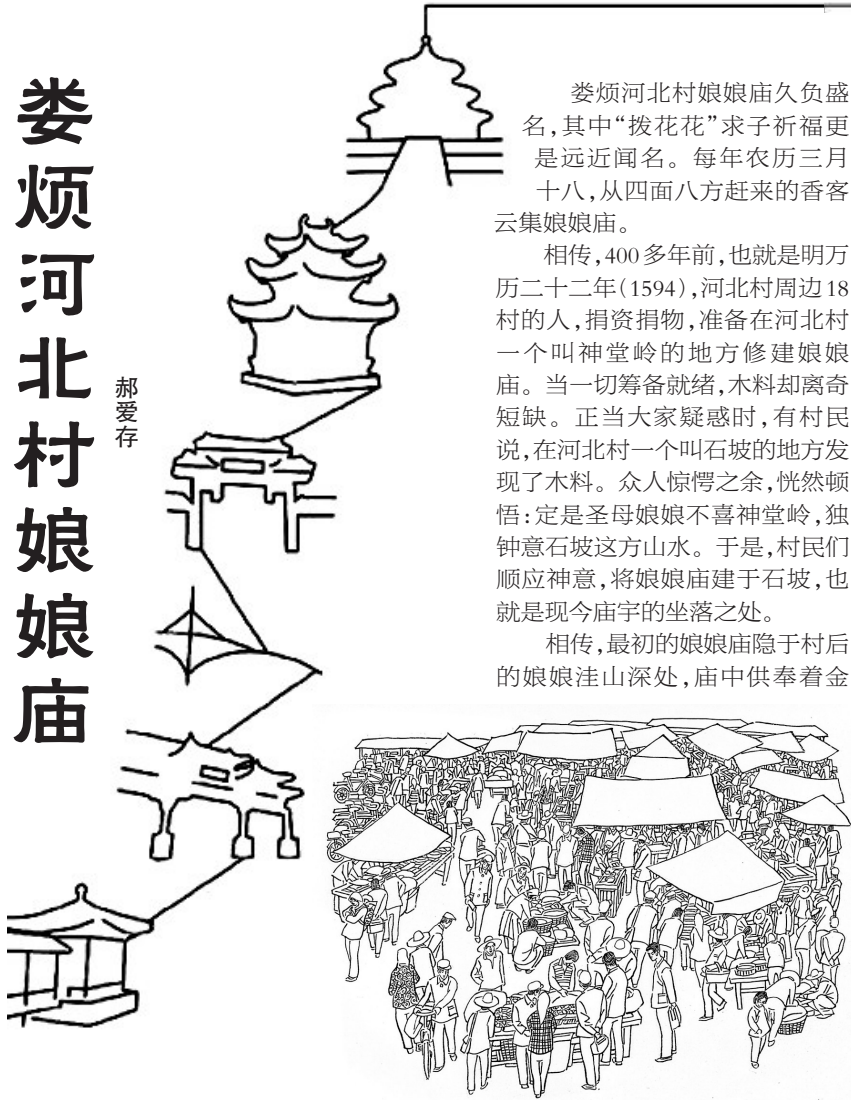 娄烦河北村娘娘庙
郝爱存
娄烦河北村娘娘庙久负盛
名,其中“拨花花”求子祈福更
是远近闻名。每年农历三月
十八,从四面八方赶来的香客
云集娘娘庙。
相传,400多年前,也就是明万
历二十二年(1594),河北村周边18
村的人,捐资捐物,准备在河北村
一个叫神堂岭的地方修建娘娘
庙。当一切筹备就绪,木料却离奇
短缺。正当大家疑惑时,有村民
说,在河北村一个叫石坡的地方发
现了木料。众人惊愕之余,恍然顿
悟:定是圣母娘娘不喜神堂岭,独
钟意石坡这方山水。于是,村民们
顺应神意,将娘娘庙建于石坡,也
就是现今庙宇的坐落之处。
相传,最初的娘娘庙隐于村后
的娘娘洼山深处,庙中供奉着金